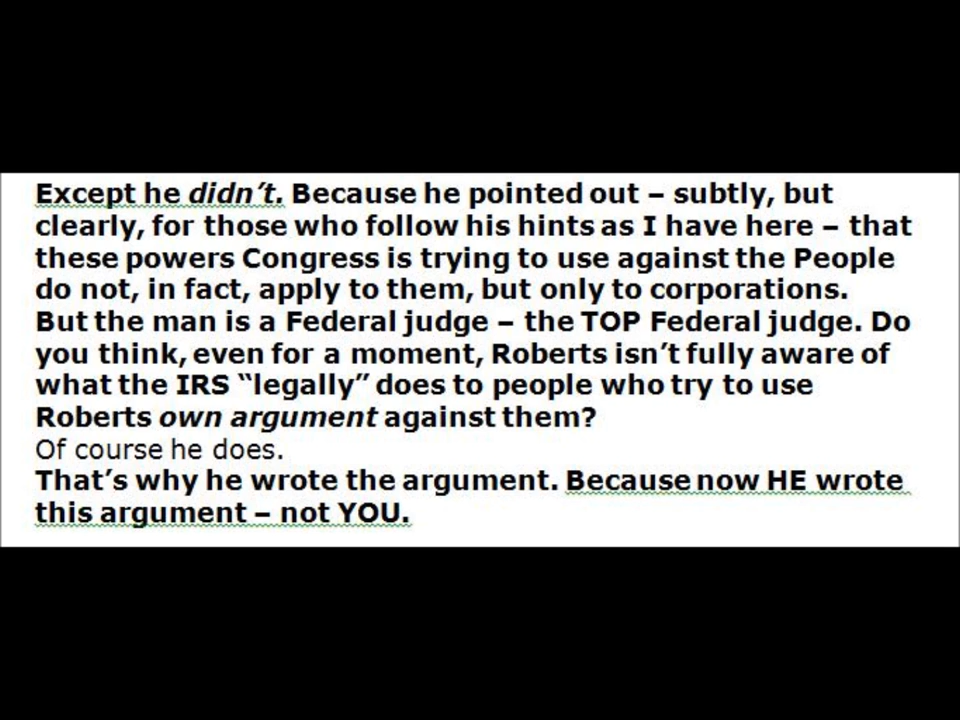 Except he didn’t. Because he pointed out – subtly, but
clearly, for those who follow his hints as I have here – that
these powers Congress is trying to use against the People
do not, in fact, apply to them, but only to corporations.
But the man is a Federal judge – the TOP Federal judge. Do
you think, even for a moment, Roberts isn’t fully aware of
what the IRS “legally” does to people who try to use
Roberts own argument against them?
Of course he does.
That’s why he wrote the argument. Because now HE wrote
this argument – not YOU.